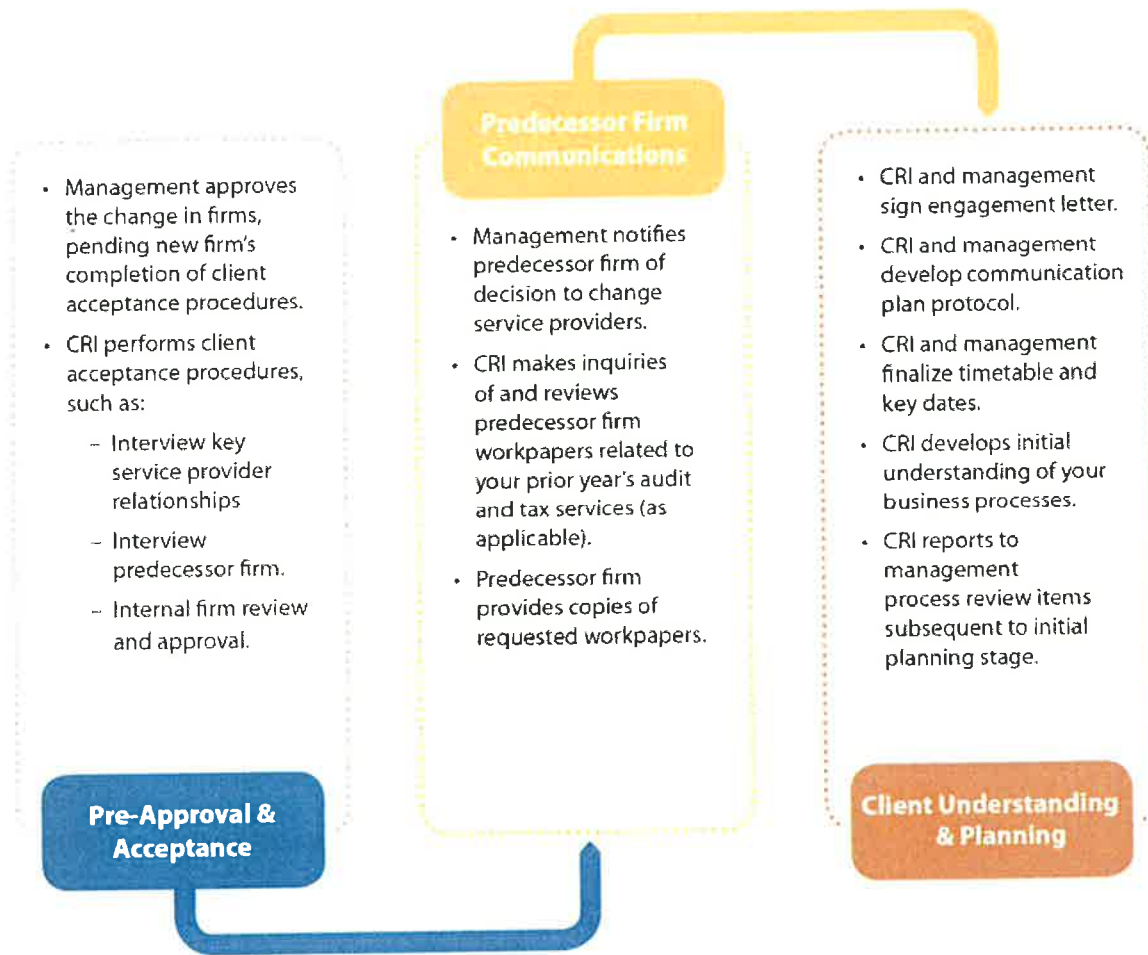 • Management approves
the change in firms,
pending new firm's
completion of client
acceptance procedures.
• CRI performs client
acceptance procedures,
such as:
– Interview key
service provider
relationships
– Interview
predecessor firm.
– Internal firm review
and approval.
Pre-Approval &
Acceptance
Predecessor Firm
Communications
• Management notifies
predecessor firm of
decision to change
service providers.
• CRI makes inquiries
of and reviews
predecessor firm
workpapers related to
your prior year's audit
and tax services (as
applicable).
• Predecessor firm
provides copies of
requested workpapers.
• CRI and management
sign engagement letter.
• CRI and management
develop communication
plan protocol.
• CRI and management
finalize timetable and
key dates.
• CRI develops initial
understanding of your
business processes.
• CRI reports to
management
process review items
subsequent to initial
planning stage.
Client Understanding
& Planning